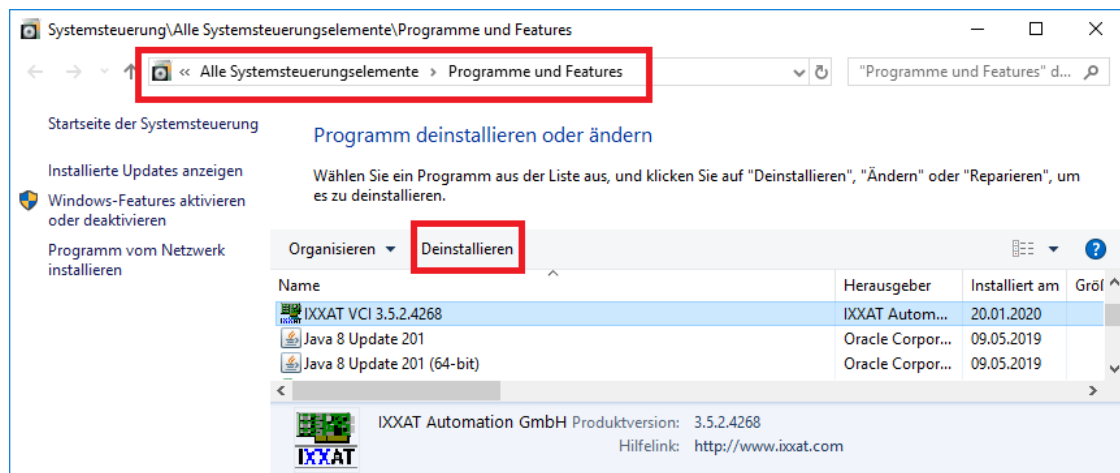 Systemsteuerung\Alle Systemsteuerungselemente\Programme und Features
« Alle Systemsteuerungselemente › Programme und Features
"Programme und Features" d...
Startseite der Systemsteuerung
Installierte Updates anzeigen
Windows-Features aktivieren
oder deaktivieren
Programm vom Netzwerk
installieren
Programm deinstallieren oder ändern
Wählen Sie ein Programm aus der Liste aus, und klicken Sie auf "Deinstallieren", "Ändern" oder "Reparieren", um
es zu deinstallieren.
Organisieren Deinstallieren
Name Herausgeber Installiert am Größ
IXXAT VCI 3.5.2.4268 IXXAT Autom... 20.01.2020
Java 8 Update 201 Oracle Corpor... 09.05.2019
Java 8 Update 201 (64-bit) Oracle Corpor... 09.05.2019
IXXAT Automation GmbH Produktversion: 3.5.2.4268
Hilfelink: http://www.ixxat.com
IXXAT